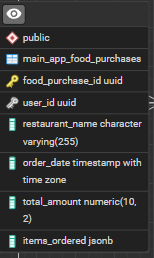 public
main_app_food_purchases
food_purchase_id uuid
user_id uuid
restaurant_name character
varying(255)
order_date timestamp with
time zone
total_amount numeric(10,
2)
items_ordered jsonb